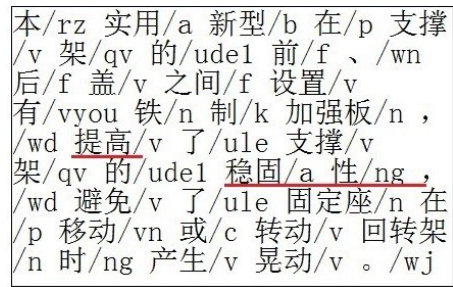 本/rz 实用/a 新型/b 在/p 支撑
/v 架/qv 的/ude1 前/f 、/wn
后/f 盖/v 之间/f 设置/v
有/vyou 铁/n 制/k 加强板/n ，
/wd 提高/v 了/ule 支撑/v
架/qv 的/ude1 稳固/a 性/ng ，
/wd 避免/v 了/ule 固定座/n 在
/p 移动/vn 或/c 转动/v 回转架
/n 时/ng 产生/v 晃动/v 。/wj